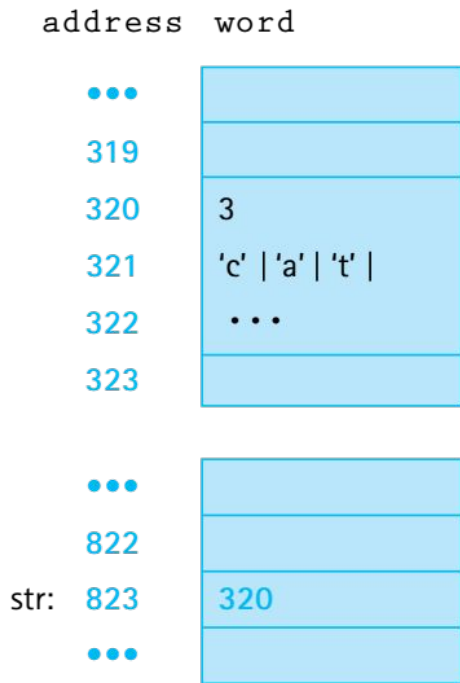 address word
•••
319
320 3
321 'c' | 'a' | 't' |
322 •••
323
•••
822
str: 823 320
•••